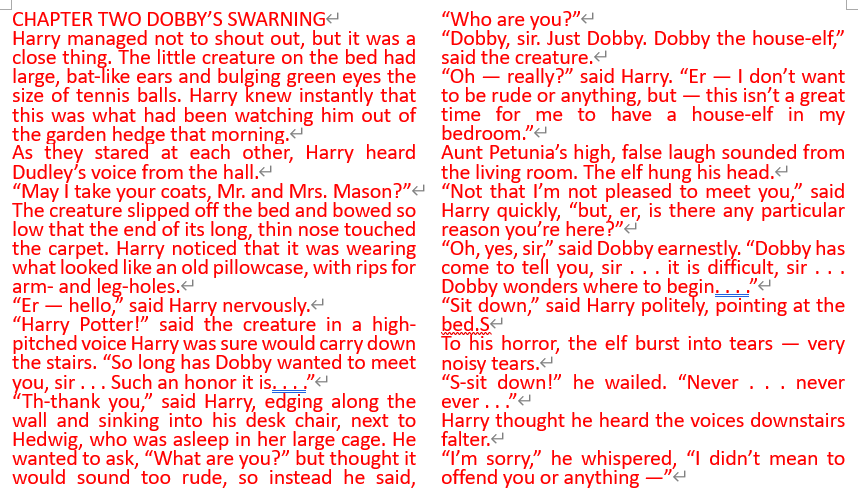 CHAPTER TWO DOBBY’S SWARNING
Harry managed not to shout out, but it was a
close thing. The little creature on the bed had
large, bat-like ears and bulging green eyes the
size of tennis balls. Harry knew instantly that
this was what had been watching him out of
the garden hedge that morning.
As they stared at each other, Harry heard
Dudley’s voice from the hall.
“May I take your coats, Mr. and Mrs. Mason?”
The creature slipped off the bed and bowed so
low that the end of its long, thin nose touched
the carpet. Harry noticed that it was wearing
what looked like an old pillowcase, with rips for
arm- and leg-holes.
“Er — hello,” said Harry nervously.
“Harry Potter!” said the creature in a high-
pitched voice Harry was sure would carry down
the stairs. “So long has Dobby wanted to meet
you, sir . . . Such an honor it is. . . .”
“Th-thank you,” said Harry, edging along the
wall and sinking into his desk chair, next to
Hedwig, who was asleep in her large cage. He
wanted to ask, “What are you?” but thought it
would sound too rude, so instead he said,
“Who are you?”
“Dobby, sir. Just Dobby. Dobby the house-elf,”
said the creature.
“Oh — really?” said Harry. “Er — I don’t want
to be rude or anything, but — this isn’t a great
time for me to have a house-elf in my
bedroom.”
Aunt Petunia’s high, false laugh sounded from
the living room. The elf hung his head.
“Not that I’m not pleased to meet you,” said
Harry quickly, “but, er, is there any particular
reason you’re here?”
“Oh, yes, sir,” said Dobby earnestly. “Dobby has
come to tell you, sir . . . it is difficult, sir . . .
Dobby wonders where to begin. . . .”
“Sit down,” said Harry politely, pointing at the
bed.S
To his horror, the elf burst into tears — very
noisy tears.
“S-sit down!” he wailed. “Never . . . never
ever . . .”
Harry thought he heard the voices downstairs
falter.
“I’m sorry,” he whispered, “I didn’t mean to
offend you or anything —”